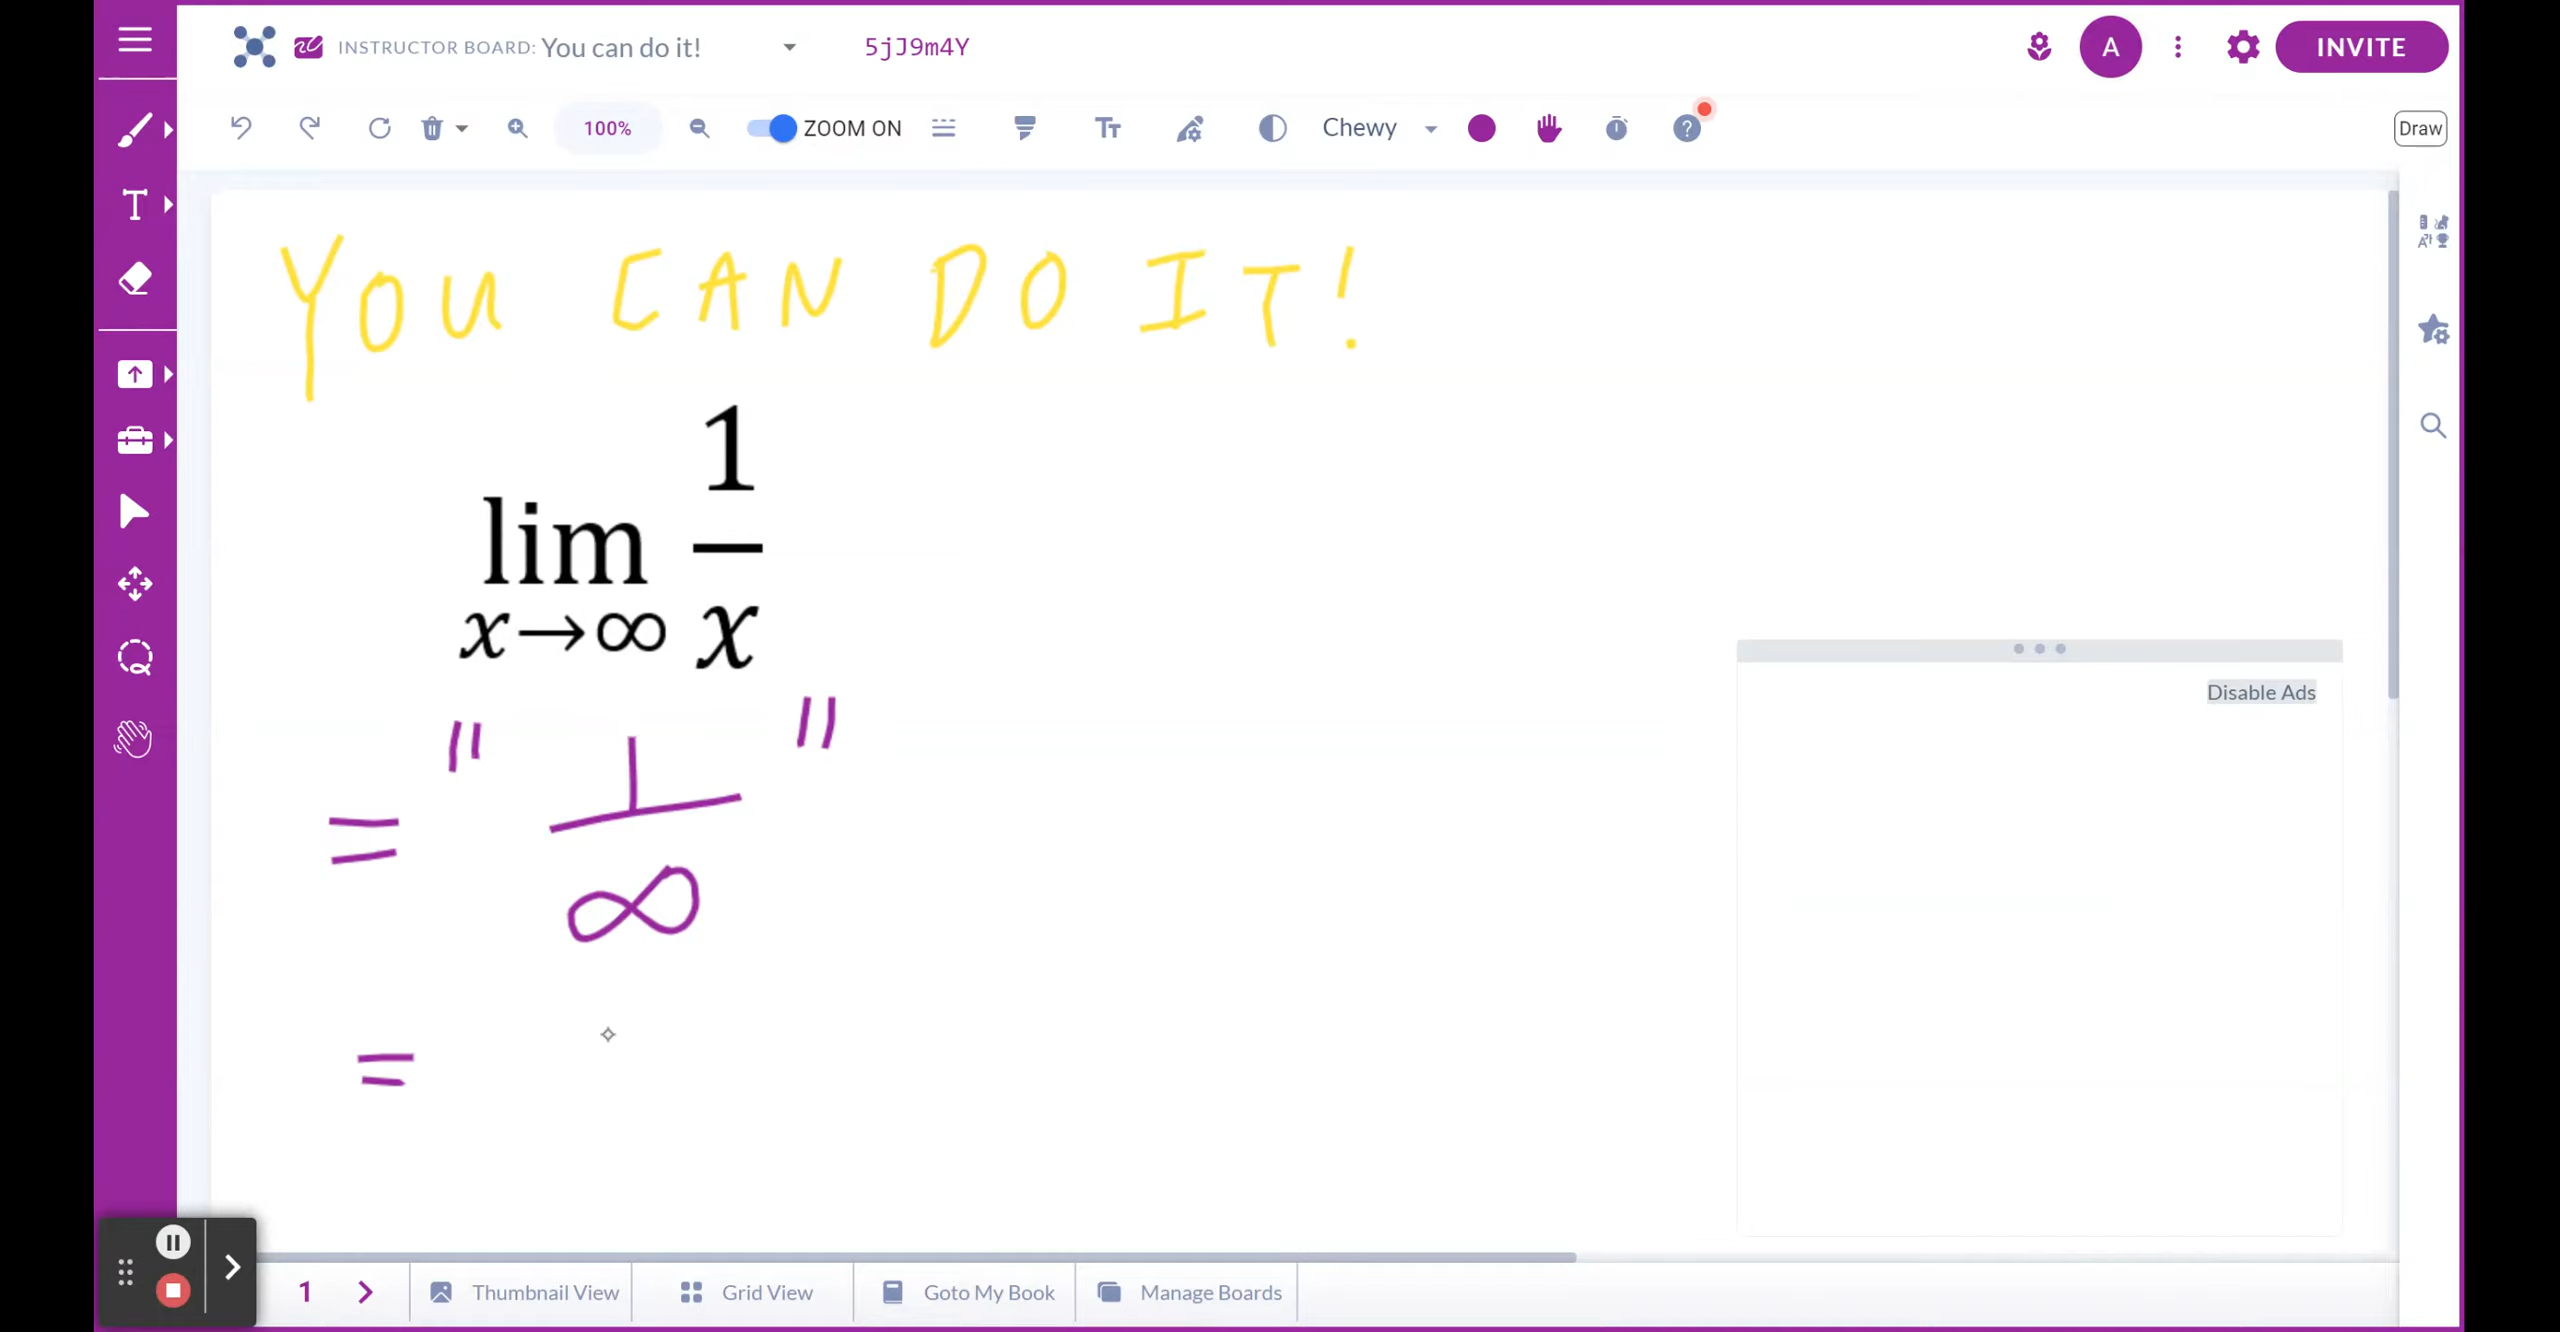 INSTRUCTOR BOARD: You can do it! 5jJ9m4Y A INVITE
100% ZOOM ON Tт Chewy ? Draw
T
YOU CAN DO IT!
lim x→∞ 1/x
= " 1/∞ "
Disable Ads
=
1 Thumbnail View Grid View Goto My Book Manage Boards